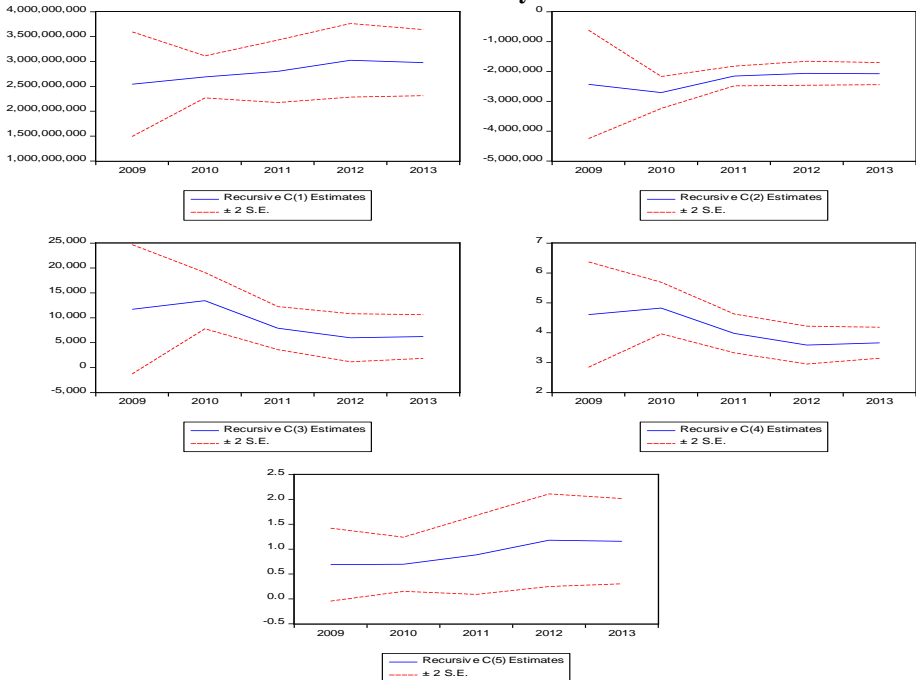 y
4,000,000,000
3,500,000,000
3,000,000,000
2,500,000,000
2,000,000,000
1,500,000,000
1,000,000,000
2009 2010 2011 2012 2013
Recursive C(1) Estimates
± 2 S.E.
0
-1,000,000
-2,000,000
-3,000,000
-4,000,000
-5,000,000
2009 2010 2011 2012 2013
Recursive C(2) Estimates
± 2 S.E.
25,000
20,000
15,000
10,000
5,000
0
-5,000
2009 2010 2011 2012 2013
Recursive C(3) Estimates
± 2 S.E.
7
6
5
4
3
2
2009 2010 2011 2012 2013
Recursive C(4) Estimates
± 2 S.E.
2.5
2.0
1.5
1.0
0.5
0.0
-0.5
2009 2010 2011 2012 2013
Recursive C(5) Estimates
± 2 S.E.